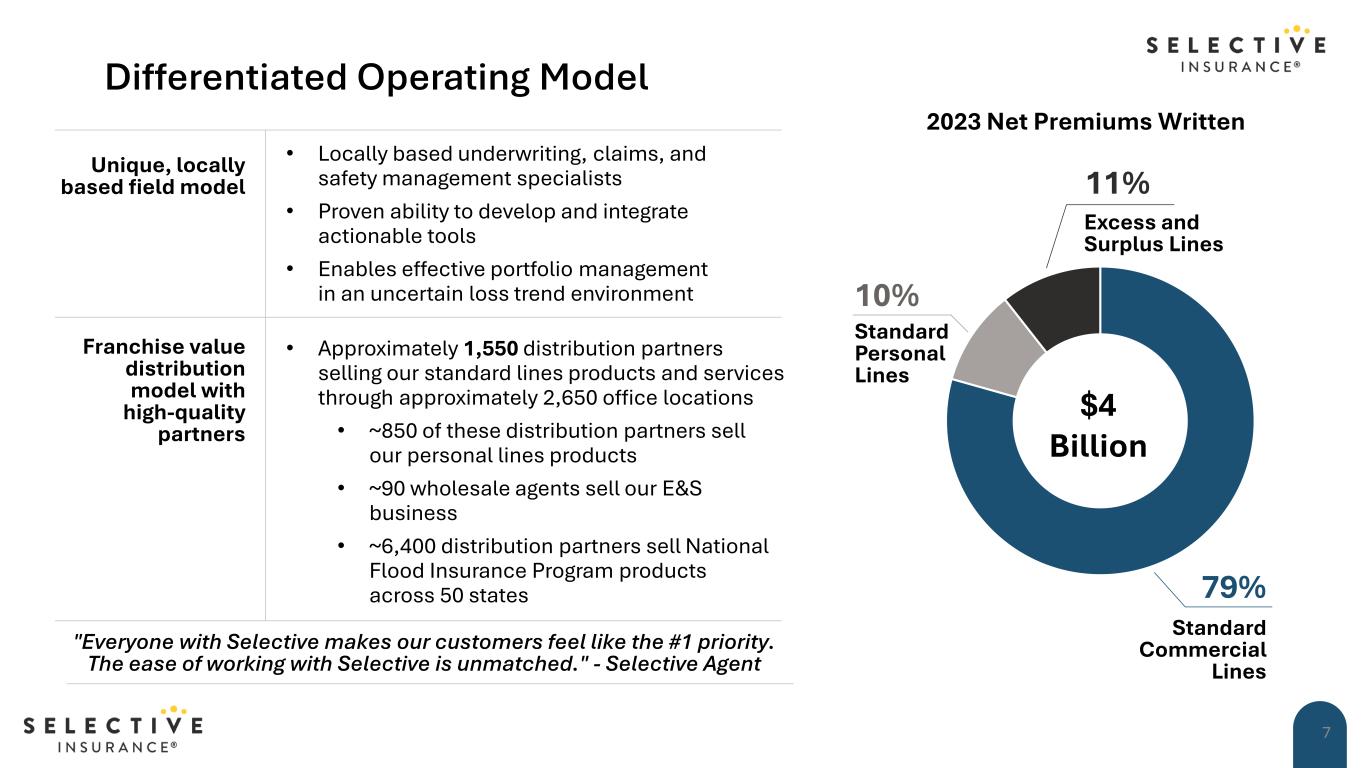 SELECTIVE
INSURANCE®
Differentiated Operating Model
Unique, locally
based field model
• Locally based underwriting, claims, and
safety management specialists
• Proven ability to develop and integrate
actionable tools
• Enables effective portfolio management
in an uncertain loss trend environment
Franchise value
distribution
model with
high-quality
partners
• Approximately 1,550 distribution partners
selling our standard lines products and services
through approximately 2,650 office locations
• ~850 of these distribution partners sell
our personal lines products
• ~90 wholesale agents sell our E&S
business
• ~6,400 distribution partners sell National
Flood Insurance Program products
across 50 states
"Everyone with Selective makes our customers feel like the #1 priority.
The ease of working with Selective is unmatched." - Selective Agent
2023 Net Premiums Written
11%
Excess and
Surplus Lines
10%
Standard
Personal
Lines
$4
Billion
79%
Standard
Commercial
Lines
SELECTIVE
INSURANCE®
7